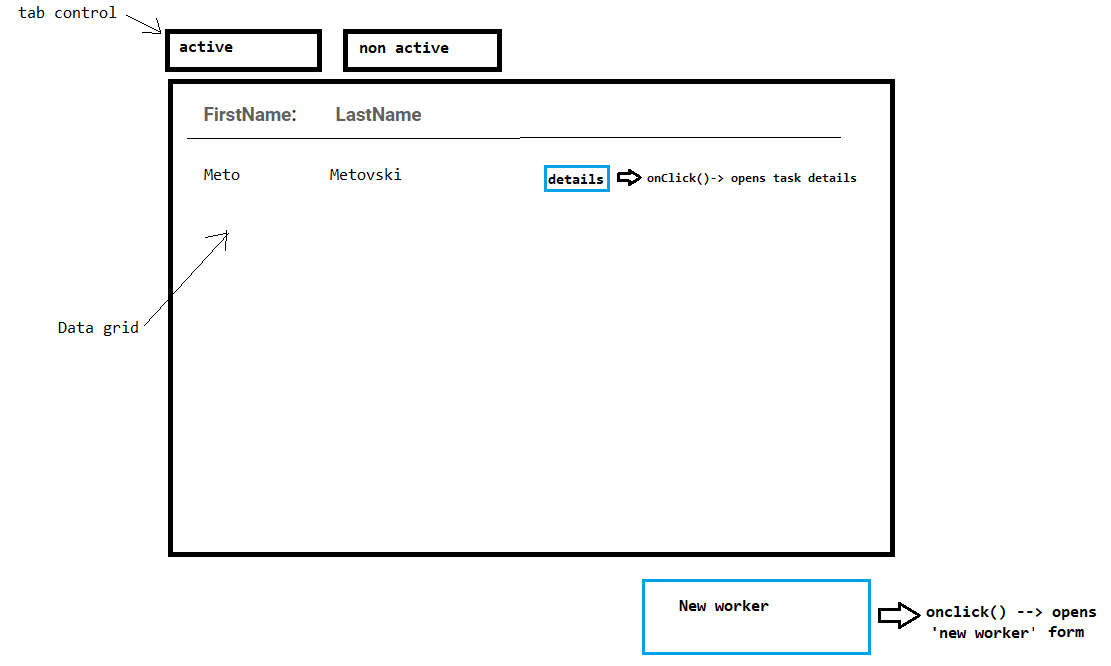 tab control
active
non active
FirstName:
LastName
Meto
Metovski
details
onClick()-> opens task details
Data grid
New worker
onclick() --> opens
'new worker' form